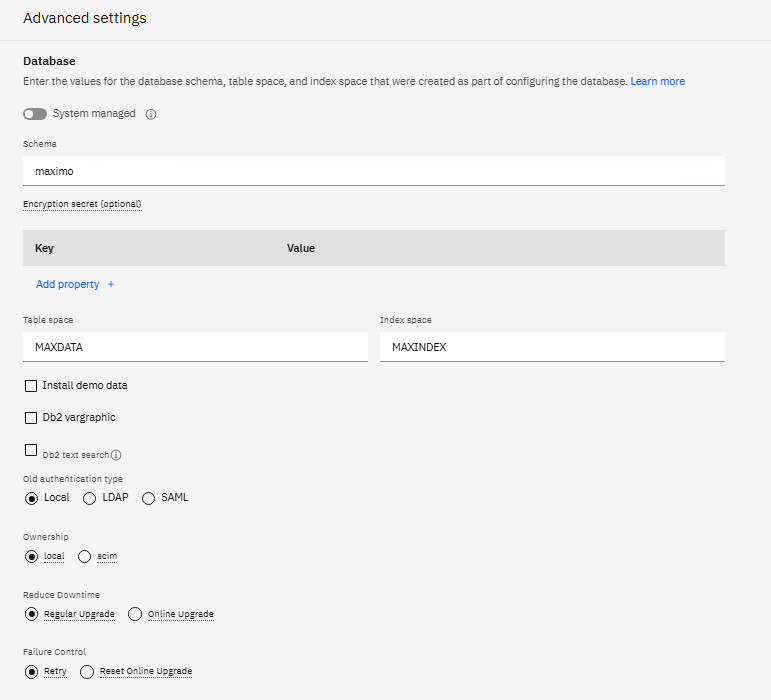 Advanced settings
Database
Enter the values for the database schema, table space, and index space that were created as part of configuring the database. Learn more
System managed
Schema
maximo
Encryption secret (optional)
Key Value
Add property +
Table space Index space
MAXDATA MAXINDEX
Install demo data
Db2 vargraphic
Db2 text search
Old authentication type
Local LDAP SAML
Ownership
local scim
Reduce Downtime
Regular Upgrade Online Upgrade
Failure Control
Retry Reset Online Upgrade